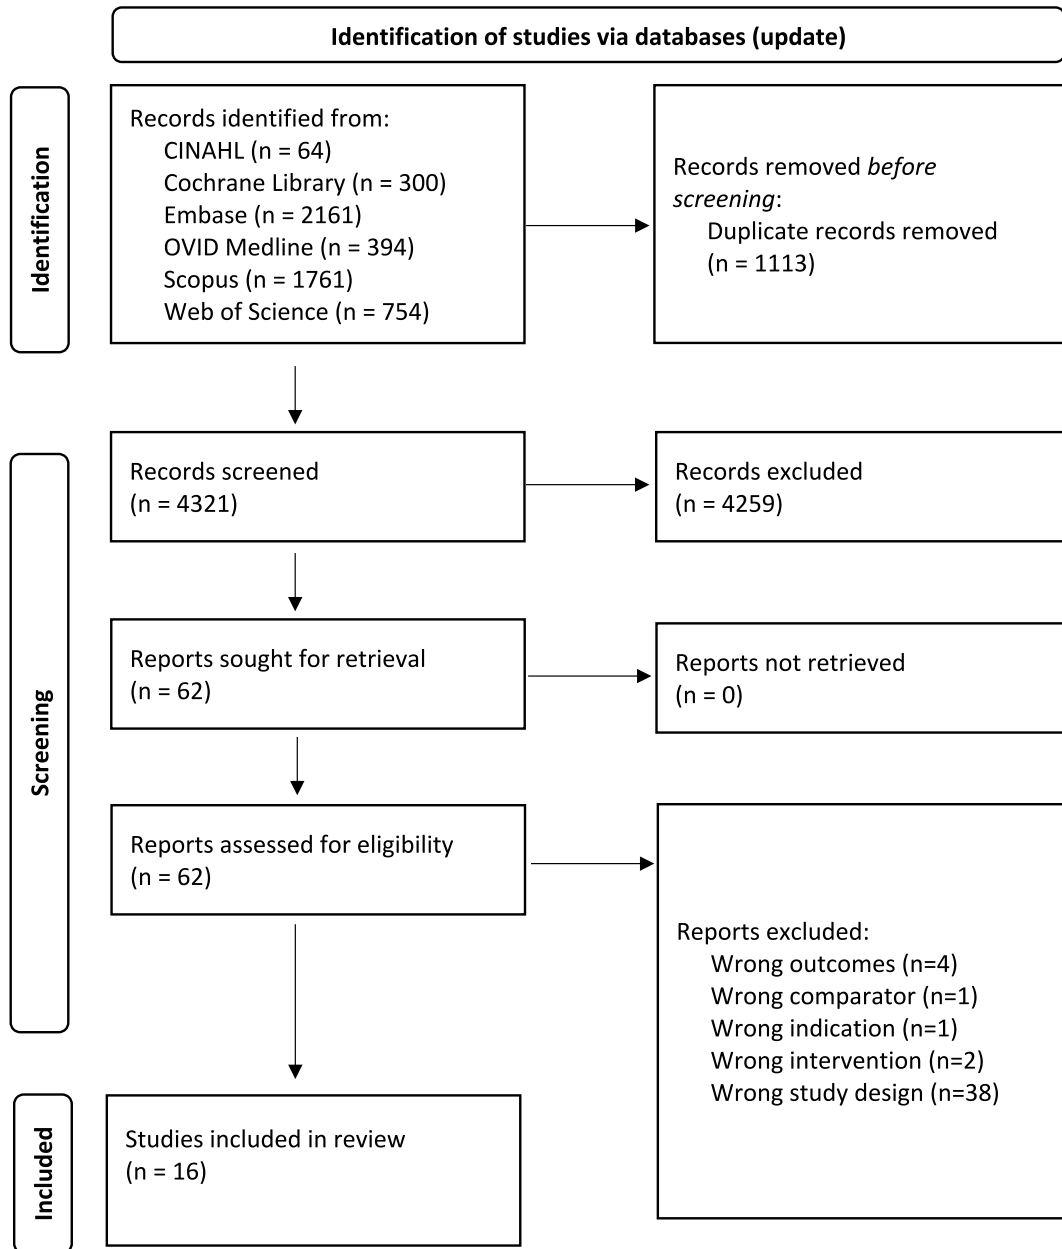 Identification of studies via databases (update)
Identification
Records identified from:
CINAHL (n = 64)
Cochrane Library (n = 300)
Embase (n = 2161)
OVID Medline (n = 394)
Scopus (n = 1761)
Web of Science (n = 754)
Records removed before
screening:
Duplicate records removed
(n = 1113)
Screening
Records screened
(n = 4321)
Records excluded
(n = 4259)
Reports sought for retrieval
(n = 62)
Reports not retrieved
(n = 0)
Reports assessed for eligibility
(n = 62)
Reports excluded:
Wrong outcomes (n=4)
Wrong comparator (n=1)
Wrong indication (n=1)
Wrong intervention (n=2)
Wrong study design (n=38)
Included
Studies included in review
(n = 16)